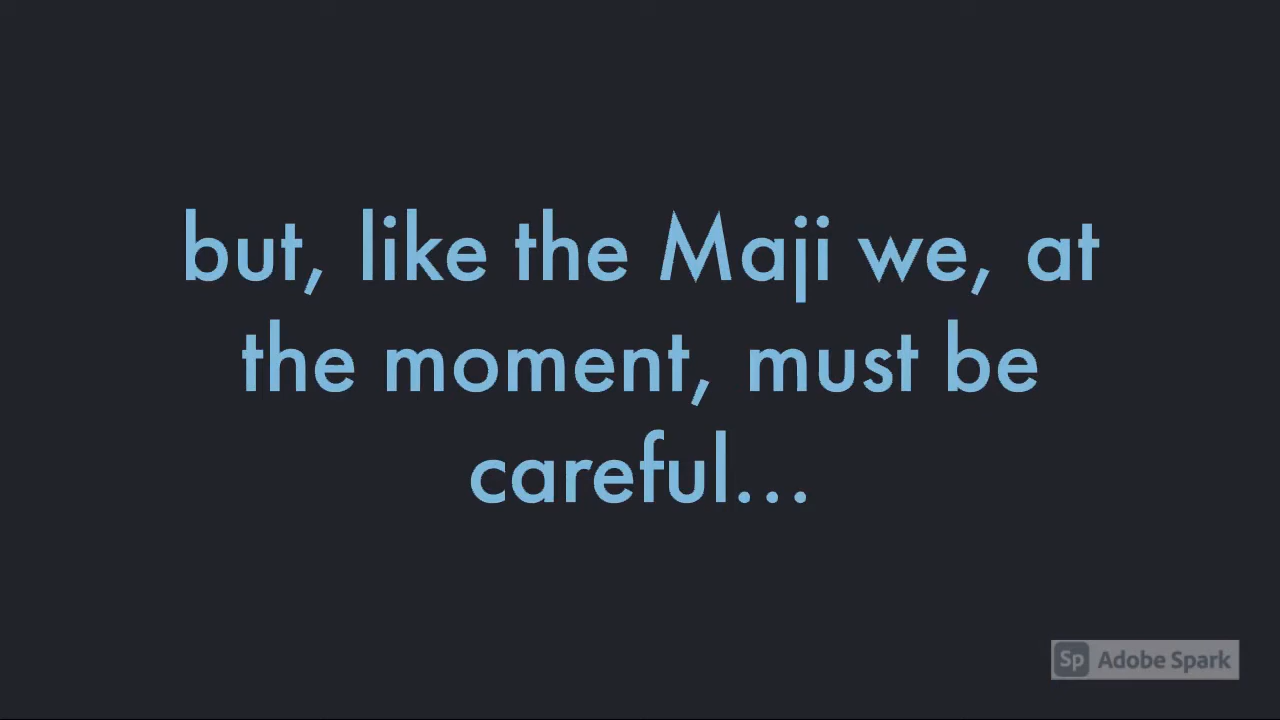 but, like the Maji we, at
the moment, must be
careful...
Sp Adobe Spark